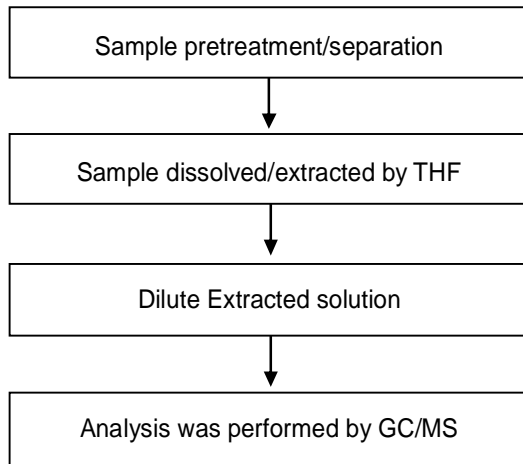 Sample pretreatment/separation
Sample dissolved/extracted by THF
Dilute Extracted solution
Analysis was performed by GC/MS